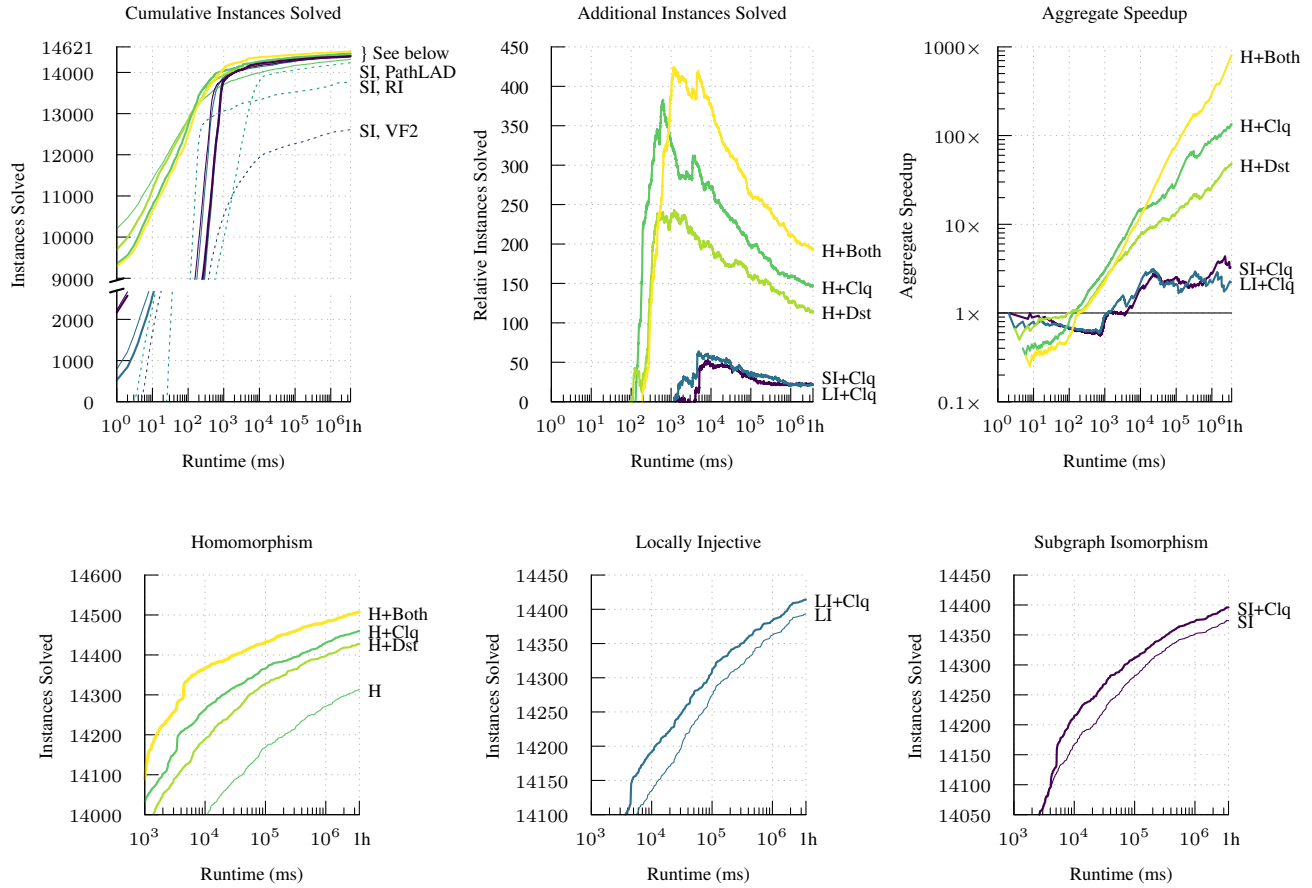 Cumulative Instances Solved
14621
14000
13000
12000
11000
10000
9000
2000
1000
0
Instances Solved
} See below
SI, PathLAD
SI, RI
SI, VF2
10^0 10^1 10^2 10^3 10^4 10^5 10^6 1h
Runtime (ms)
Additional Instances Solved
450
400
350
300
250
200
150
100
50
0
Relative Instances Solved
H+Both
H+Clq
H+Dst
SI+Clq
LI+Clq
10^0 10^1 10^2 10^3 10^4 10^5 10^6 1h
Runtime (ms)
Aggregate Speedup
1000×
100×
10×
1×
0.1×
Aggregate Speedup
H+Both
H+Clq
H+Dst
SI+Clq
LI+Clq
10^0 10^1 10^2 10^3 10^4 10^5 10^6 1h
Runtime (ms)
Homomorphism
14600
14500
14400
14300
14200
14100
14000
Instances Solved
H+Both
H+Clq
H+Dst
H
10^3 10^4 10^5 10^6 1h
Runtime (ms)
Locally Injective
14450
14400
14350
14300
14250
14200
14150
14100
Instances Solved
LI+Clq
LI
10^3 10^4 10^5 10^6 1h
Runtime (ms)
Subgraph Isomorphism
14450
14400
14350
14300
14250
14200
14150
14100
14050
Instances Solved
SI+Clq
SI
10^3 10^4 10^5 10^6 1h
Runtime (ms)